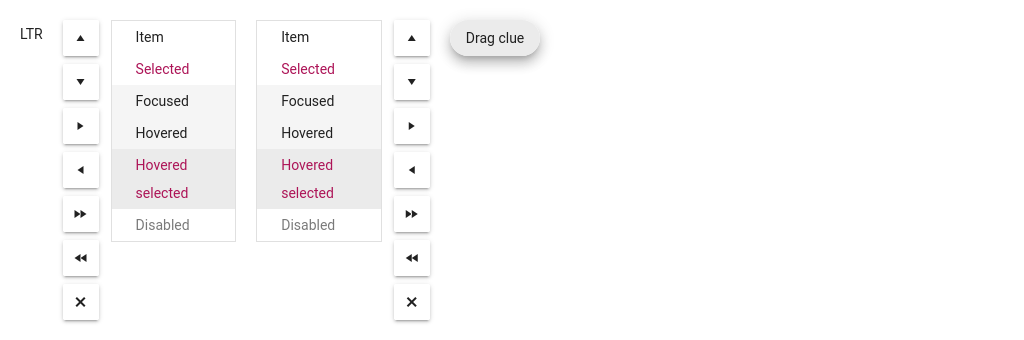 LTR
Item
Selected
Focused
Hovered
Hovered
selected
Disabled
Item
Selected
Focused
Hovered
Hovered
selected
Disabled
Drag clue